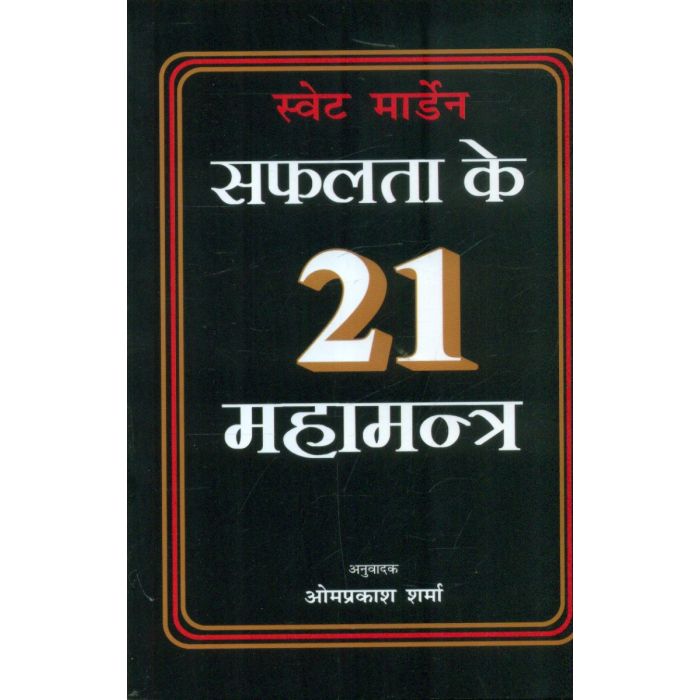 स्वेट मार्डेन
सफलता के
21
महामन्त्र
अनुवादक
ओमप्रकाश शर्मा